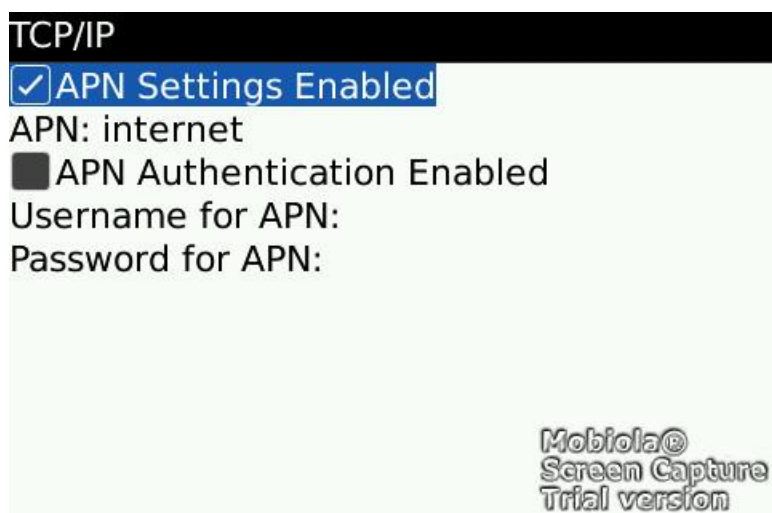 TCP/IP
APN Settings Enabled
APN: internet
APN Authentication Enabled
Username for APN:
Password for APN:
Mobiola®
Screen Capture
Trial version